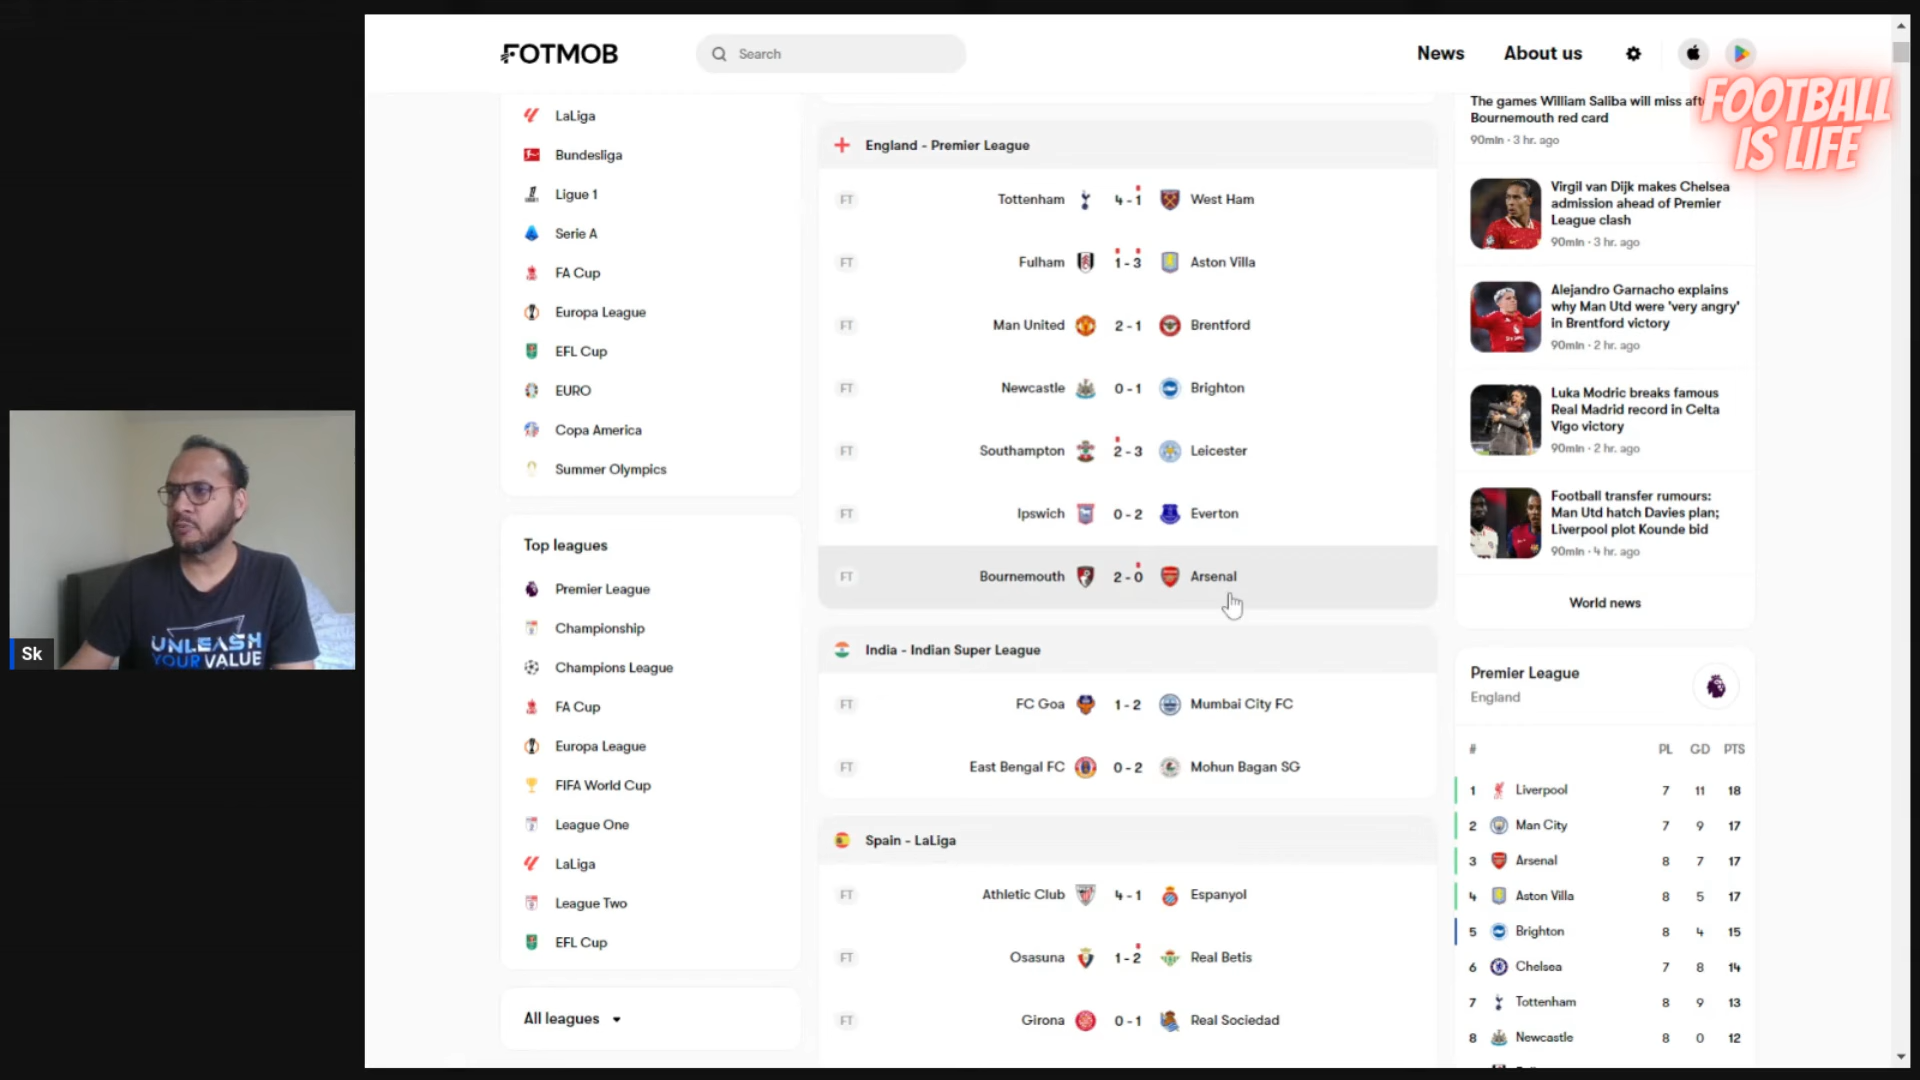 FOTMOB
Search
News
About us
FOOTBALL
IS LIFE
LaLiga
Bundesliga
Ligue 1
Serie A
FA Cup
Europa League
EFL Cup
EURO
Copa America
Summer Olympics
Top leagues
Premier League
Championship
Champions League
FA Cup
Europa League
FIFA World Cup
League One
LaLiga
League Two
EFL Cup
All leagues
England - Premier League
FT Tottenham 4 - 1 West Ham
FT Fulham 1 - 3 Aston Villa
FT Man United 2 - 1 Brentford
FT Newcastle 0 - 1 Brighton
FT Southampton 2 - 3 Leicester
FT Ipswich 0 - 2 Everton
FT Bournemouth 2 - 0 Arsenal
India - Indian Super League
FT FC Goa 1 - 2 Mumbai City FC
FT East Bengal FC 0 - 2 Mohun Bagan SG
Spain - LaLiga
FT Athletic Club 4 - 1 Espanyol
FT Osasuna 1 - 2 Real Betis
FT Girona 0 - 1 Real Sociedad
The games William Saliba will miss
Bournemouth red card
90min · 3 hr. ago
Virgil van Dijk makes Chelsea
admission ahead of Premier
League clash
90min · 3 hr. ago
Alejandro Garnacho explains
why Man Utd were 'very angry'
in Brentford victory
90min · 2 hr. ago
Luka Modric breaks famous
Real Madrid record in Celta
Vigo victory
90min · 2 hr. ago
Football transfer rumours:
Man Utd hatch Davies plan;
Liverpool plot Kounde bid
90min · 4 hr. ago
World news
Premier League
England
# PL GD PTS
1 Liverpool 7 11 18
2 Man City 7 9 17
3 Arsenal 8 7 17
4 Aston Villa 8 5 17
5 Brighton 8 4 15
6 Chelsea 7 8 14
7 Tottenham 8 9 13
8 Newcastle 8 0 12
UNLEASH
YOUR VALUE
Sk